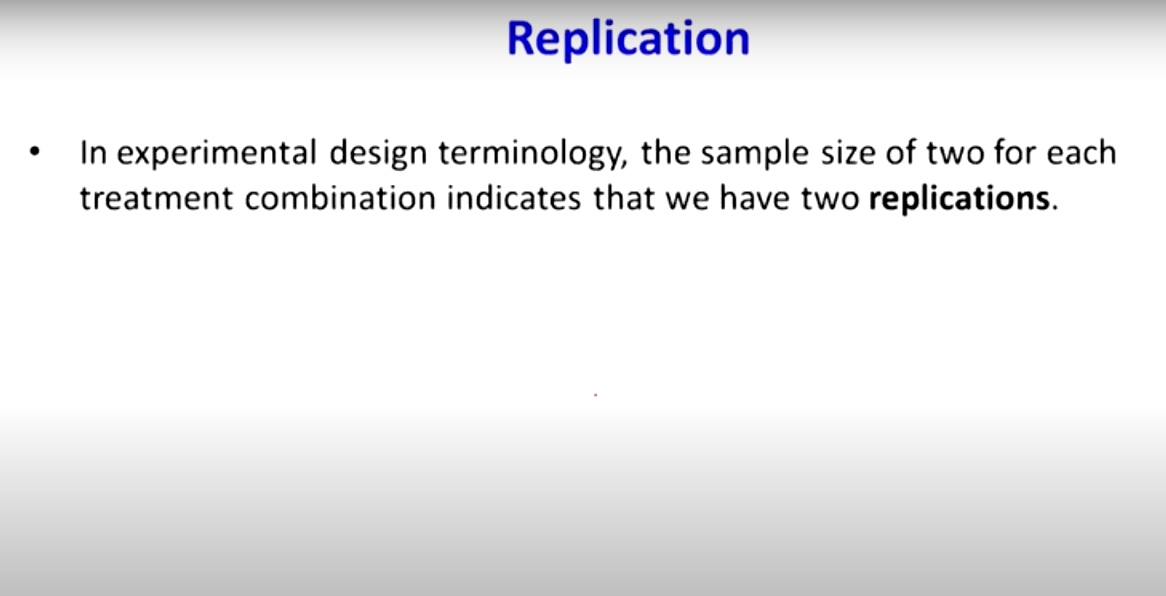 Replication
• In experimental design terminology, the sample size of two for each
treatment combination indicates that we have two replications.